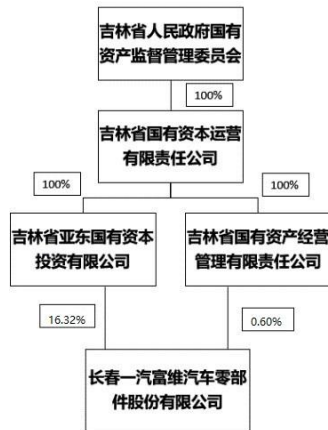 吉林省人民政府国有
资产监督管理委员会
100%
吉林省国有资本运营
有限责任公司
100%
100%
吉林省亚东国有资本
投资有限公司
吉林省国有资产经营
管理有限责任公司
16.32%
0.60%
长春一汽富维汽车零部
件股份有限公司